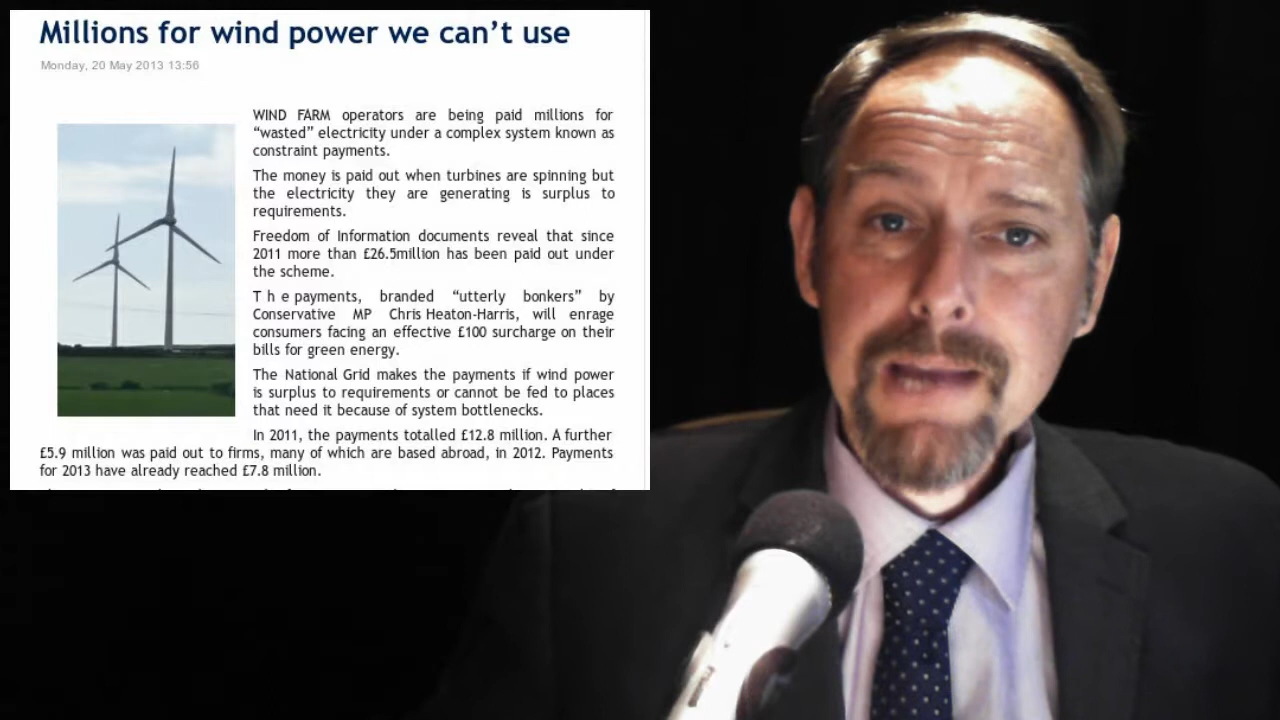 Millions for wind power we can’t use
Monday, 20 May 2013 13:56
WIND FARM operators are being paid millions for
“wasted” electricity under a complex system known as
constraint payments.
The money is paid out when turbines are spinning but
the electricity they are generating is surplus to
requirements.
Freedom of Information documents reveal that since
2011 more than £26.5million has been paid out under
the scheme.
T h e payments, branded “utterly bonkers” by
Conservative MP Chris Heaton-Harris, will enrage
consumers facing an effective £100 surcharge on their
bills for green energy.
The National Grid makes the payments if wind power
is surplus to requirements or cannot be fed to places
that need it because of system bottlenecks.
In 2011, the payments totalled £12.8 million. A further
£5.9 million was paid out to firms, many of which are based abroad, in 2012. Payments
for 2013 have already reached £7.8 million.